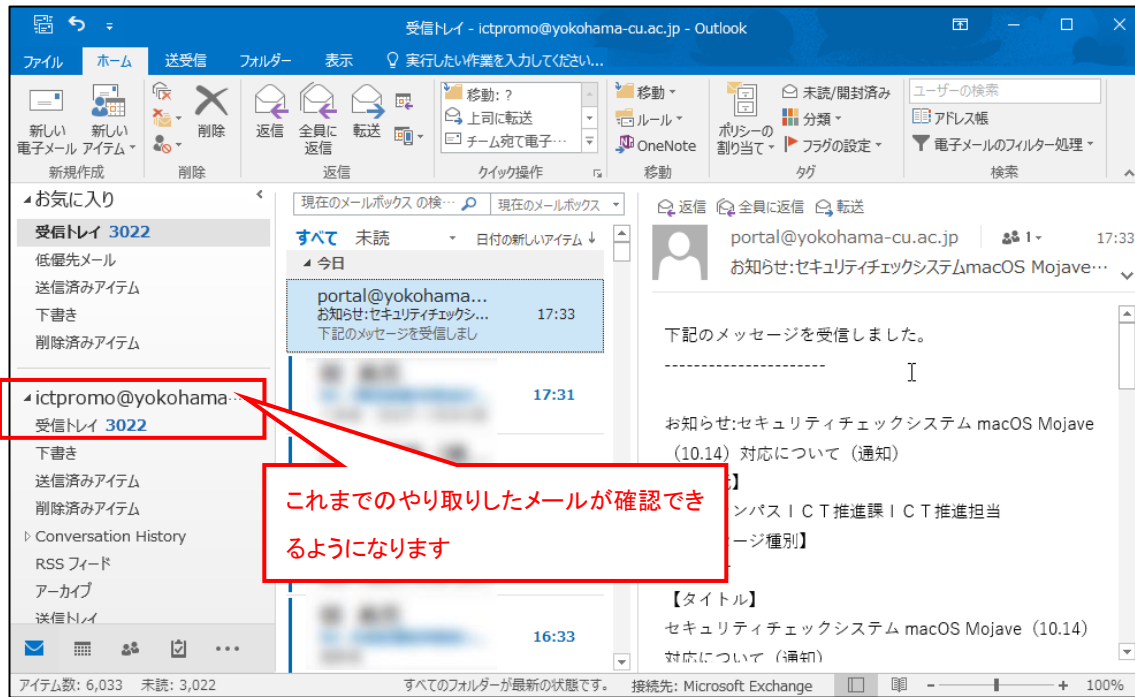 受信トレイ - ictpromo@yokohama-cu.ac.jp - Outlook
ファイル ホーム 送受信 フォルダー 表示 実行したい作業を入力してください...
新しい電子メール
新しいアイテム
削除
返信
全員に返信
転送
移動: ?
上司に転送
チーム宛て電子…
移動
ルール
OneNote
ポリシーの割り当て
未読/開封済み
分類
フラグの設定
ユーザーの検索
アドレス帳
電子メールのフィルター処理
新規作成 削除 返信 クイック操作 移動 タグ 検索
お気に入り
受信トレイ 3022
低優先メール
送信済みアイテム
下書き
削除済みアイテム
ictpromo@yokohama…
受信トレイ 3022
下書き
送信済みアイテム
削除済みアイテム
Conversation History
RSS フィード
アーカイブ
送信トレイ
現在のメールボックス の検… 現在のメールボックス
すべて 未読 日付の新しいアイテム ↓
今日
portal@yokohama...
お知らせ:セキュリティチェックシ... 17:33
下記のメッセージを受信しまし
17:31
16:33
これまでのやり取りしたメールが確認でき
るようになります
返信 全員に返信 転送
portal@yokohama-cu.ac.jp 1 17:33
お知らせ:セキュリティチェックシステムmacOS Mojave…
下記のメッセージを受信しました。
----------------------
お知らせ:セキュリティチェックシステム macOS Mojave
（10.14）対応について（通知）
】
ンパスＩＣＴ推進課ＩＣＴ推進担当
ージ種別】
【タイトル】
セキュリティチェックシステム macOS Mojave（10.14）
対応について（通知）
アイテム数: 6,033 未読: 3,022 すべてのフォルダーが最新の状態です。 接続先: Microsoft Exchange 100%